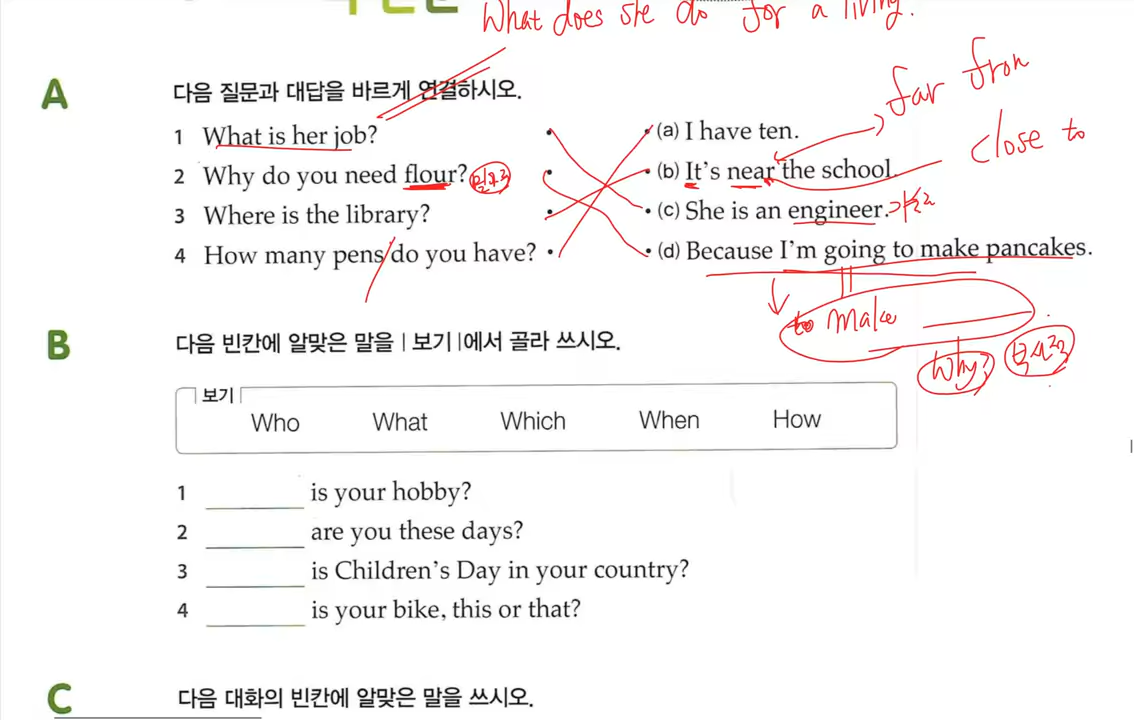 What does she do for a living?
A 다음 질문과 대답을 바르게 연결하시오.
1 What is her job?
2 Why do you need flour? 밀가루
3 Where is the library?
4 How many pens do you have?
(a) I have ten.
(b) It's near the school.
(c) She is an engineer.
(d) Because I'm going to make pancakes.
far from
close to
to make
Why?
B 다음 빈칸에 알맞은 말을 |보기|에서 골라 쓰시오.
보기
Who What Which When How
1 ________ is your hobby?
2 ________ are you these days?
3 ________ is Children's Day in your country?
4 ________ is your bike, this or that?
C 다음 대화의 빈칸에 알맞은 말을 쓰시오.